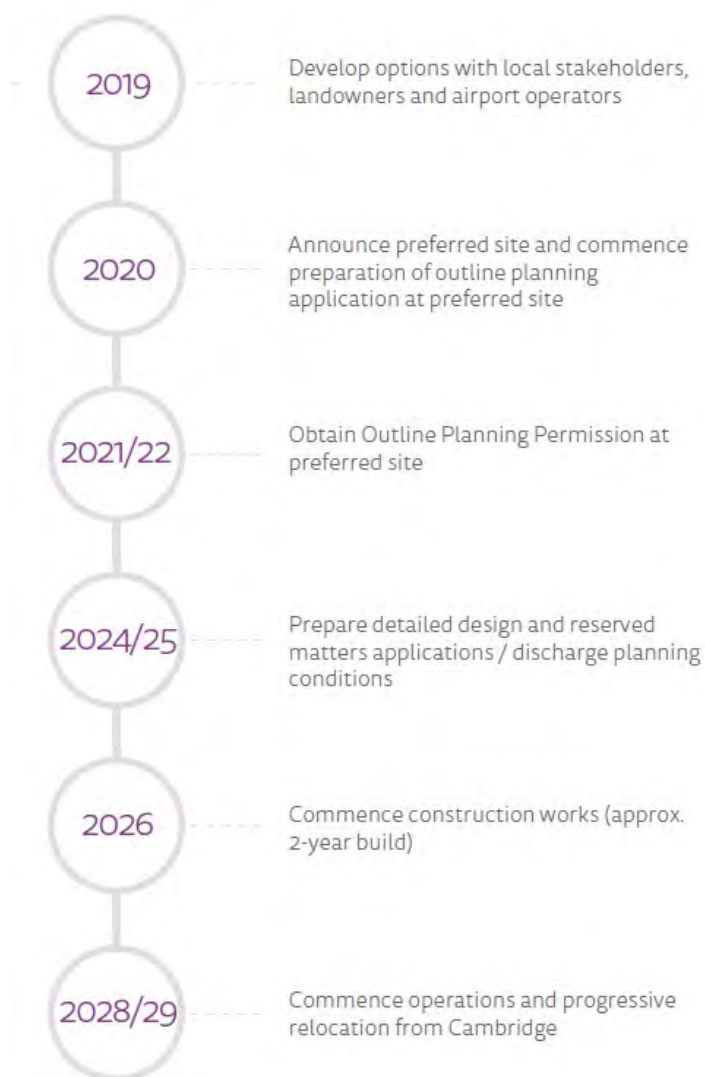 2019
Develop options with local stakeholders,
landowners and airport operators
2020
Announce preferred site and commence
preparation of outline planning
application at preferred site
2021/22
Obtain Outline Planning Permission at
preferred site
2024/25
Prepare detailed design and reserved
matters applications / discharge planning
conditions
2026
Commence construction works (approx.
2-year build)
2028/29
Commence operations and progressive
relocation from Cambridge